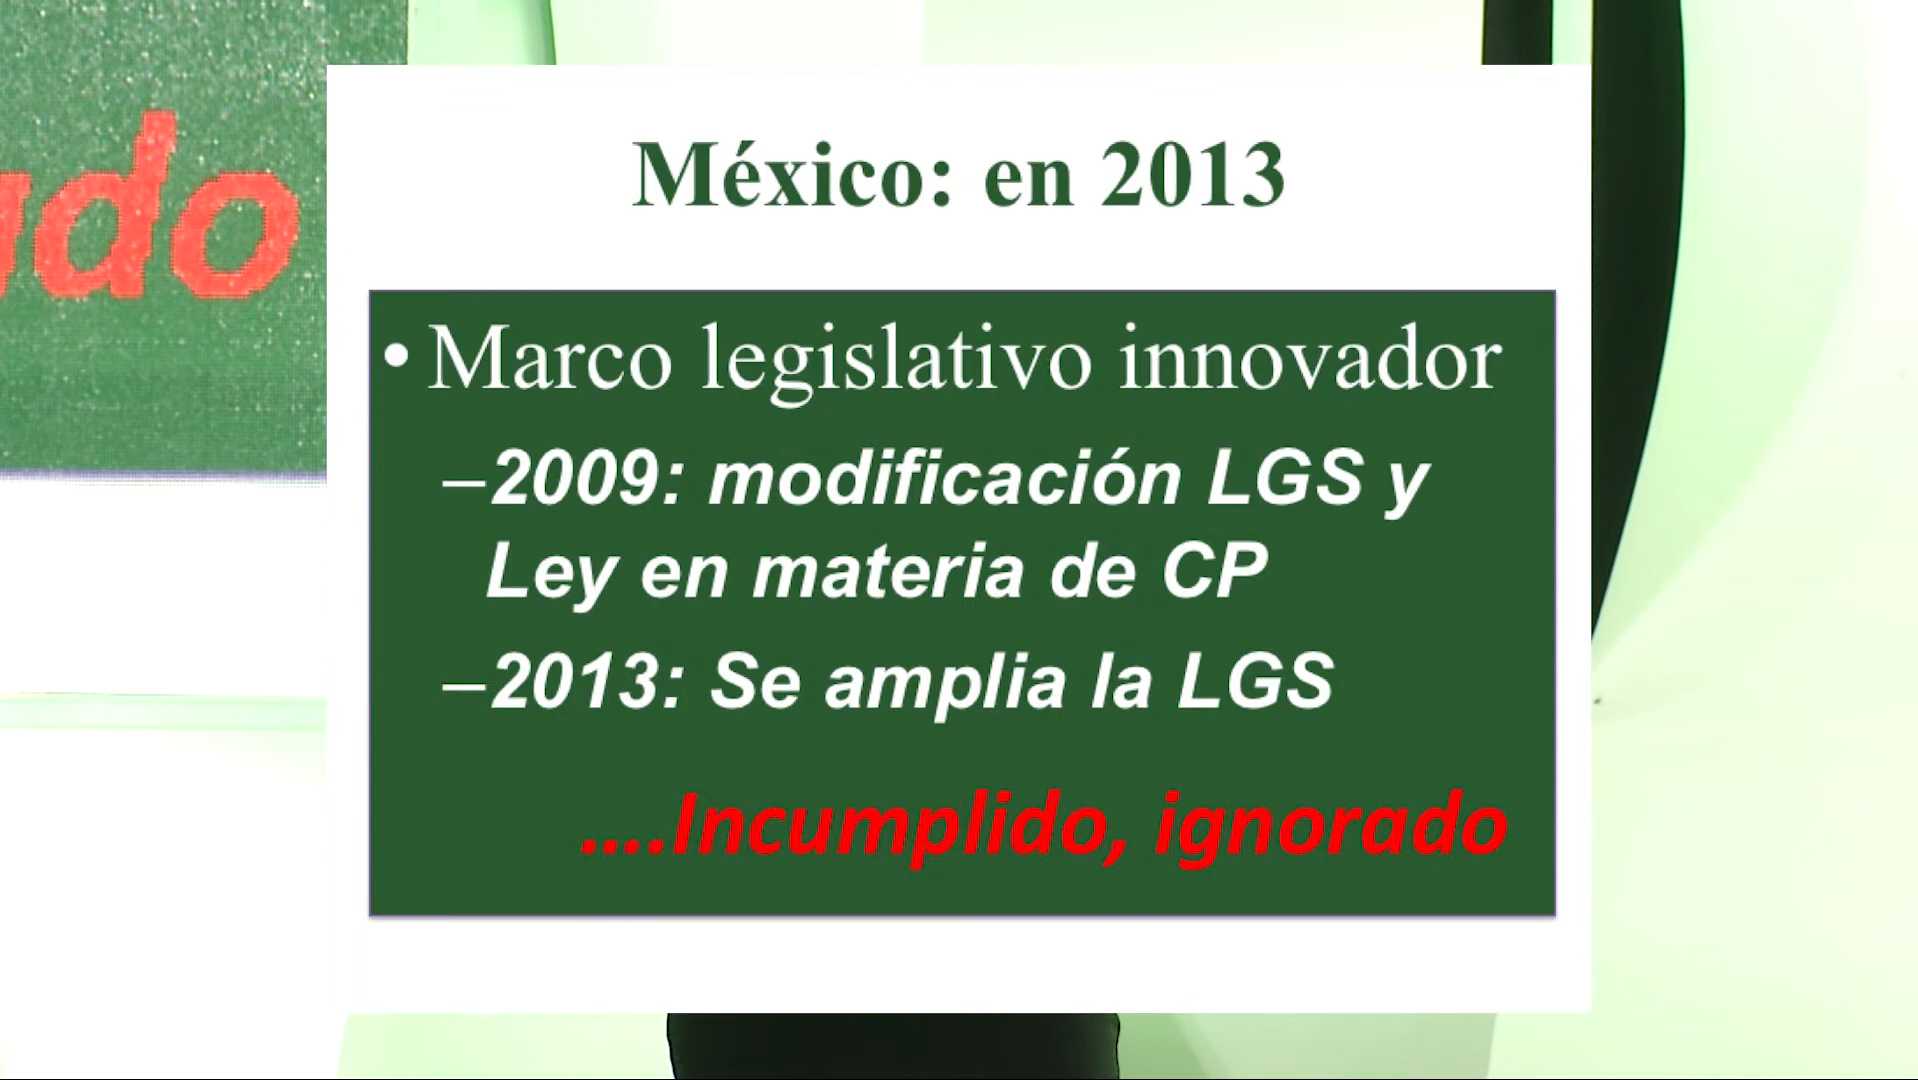 México: en 2013
• Marco legislativo innovador
–2009: modificación LGS y
Ley en materia de CP
–2013: Se amplia la LGS
....Incumplido, ignorado
do